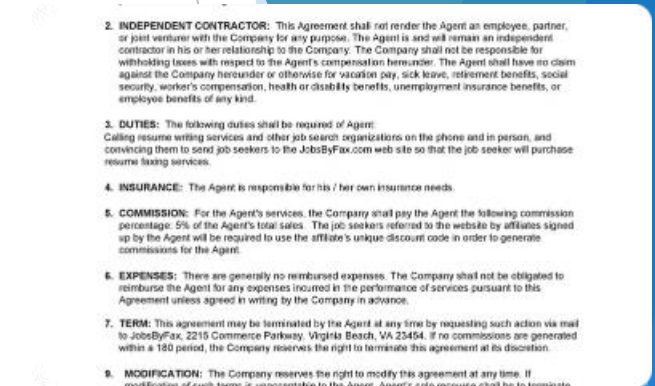 2. INDEPENDENT CONTRACTOR: This Agreement shall not render the Agent an employee, partner,
or joint venturer with the Company for any purpose. The Agent is and will remain an independent
contractor in his or her relationship to the Company. The Company shall not be responsible for
withholding taxes with respect to the Agent's compensation hereunder. The Agent shall have no claim
against the Company hereunder or otherwise for vacation pay, sick leave, retirement benefits, social
security, worker's compensation, health or disability benefits, unemployment insurance benefits, or
employee benefits of any kind.
3. DUTIES: The following duties shall be required of Agent:
Calling resume writing services and other job search organizations on the phone and in person, and
convincing them to send job seekers to the JobsByFax.com web site so that the job seeker will purchase
resume faxing services.
4. INSURANCE: The Agent is responsible for his / her own insurance needs.
5. COMMISSION: For the Agent's services, the Company shall pay the Agent the following commission
percentage: 5% of the Agent's total sales. The job seekers referred to the website by affiliates signed
up by the Agent will be required to use the affiliate's unique discount code in order to generate
commissions for the Agent.
6. EXPENSES: There are generally no reimbursed expenses. The Company shall not be obligated to
reimburse the Agent for any expenses incurred in the performance of services pursuant to this
Agreement unless agreed in writing by the Company in advance.
7. TERM: This agreement may be terminated by the Agent at any time by requesting such action via mail
to JobsByFax, 2215 Commerce Parkway, Virginia Beach, VA 23454. If no commissions are generated
within a 180 period, the Company reserves the right to terminate this agreement at its discretion.
9. MODIFICATION: The Company reserves the right to modify this agreement at any time. If
modification of such terms is unacceptable to the Agent, Agent's sole recourse shall be to terminate